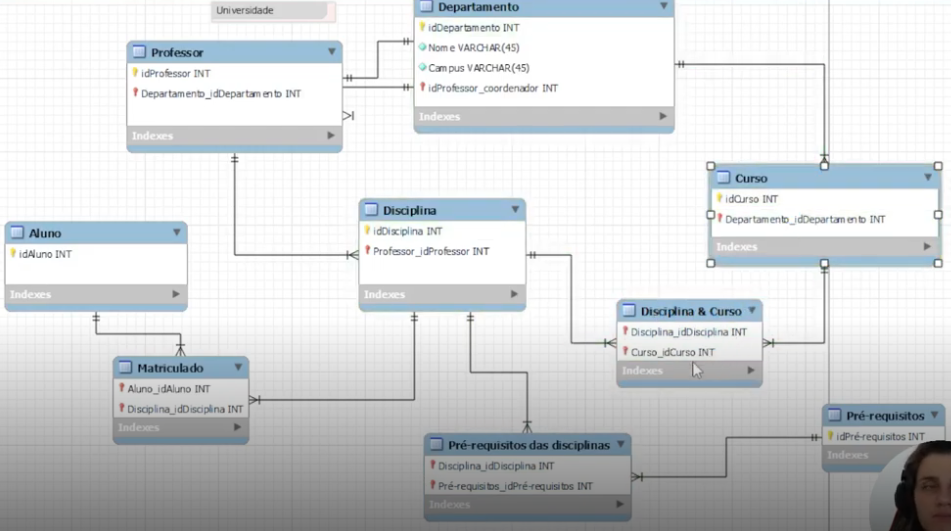 Universidade
Departamento
idDepartamento INT
Nome VARCHAR(45)
Campus VARCHAR(45)
idProfessor_coordenador INT
Indexes
Professor
idProfessor INT
Departamento_idDepartamento INT
Indexes
Curso
idCurso INT
Departamento_idDepartamento INT
Indexes
Disciplina
idDisciplina INT
Professor_idProfessor INT
Indexes
Aluno
idAluno INT
Indexes
Disciplina & Curso
Disciplina_idDisciplina INT
Curso_idCurso INT
Indexes
Matriculado
Aluno_idAluno INT
Disciplina_idDisciplina INT
Indexes
Pré-requisitos
idPré-requisitos INT
Indexes
Pré-requisitos das disciplinas
Disciplina_idDisciplina INT
Pré-requisitos_idPré-requisitos INT
Indexes